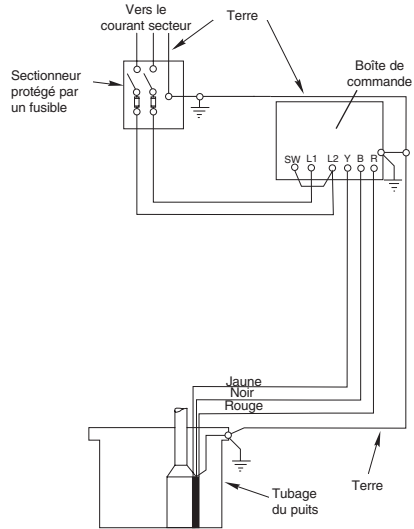 Vers le
courant secteur
Terre
Sectionneur
protégé par
un fusible
Boîte de
commande
SW L1 L2 Y B R
Jaune
Noir
Rouge
Terre
Tubage
du puits